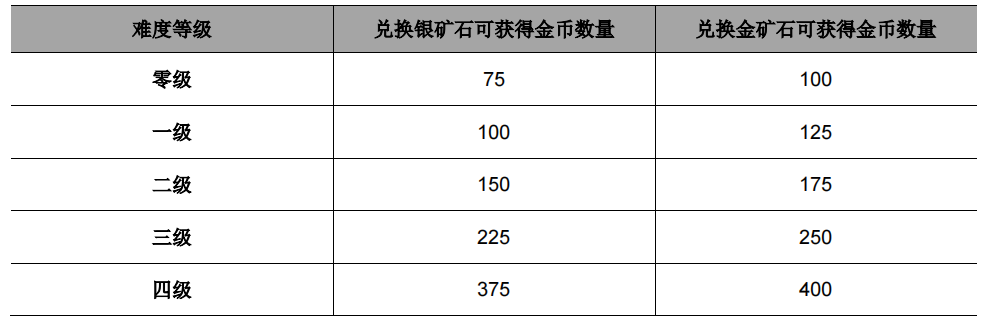 难度等级 兑换银矿石可获得金币数量 兑换金矿石可获得金币数量
零级 75 100
一级 100 125
二级 150 175
三级 225 250
四级 375 400